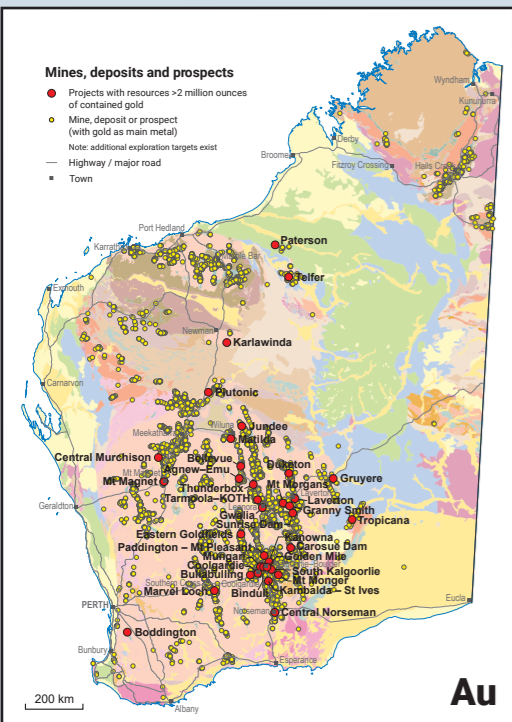 Mines, deposits and prospects
Projects with resources >2 million ounces
of contained gold
Mine, deposit or prospect
(with gold as main metal)
Note: additional exploration targets exist
Highway / major road
Town
Wyndham
Kununurra
Derby
Broome
Fitzroy Crossing
Halls
Port Hedland
Paterson
Karratha
Bar
Telfer
Exmouth
Newman
Karlawinda
Carnarvon
Plutonic
Jundee
Meekatharra
Wiluna
Matilda
Central Murchison
Bellevue
Duketon
Agnew–Emu
Gruyere
Mt Magnet
Mt Magnet
Thunderbox
Mt Morgans
Laverton
Tarmoola–KOTH
Laverton
Geraldton
Leonora
Gwalia
Granny Smith
Sunrise Dam
Tropicana
Eastern Goldfields
Kanowna
Paddington – Mt Pleasant
Carosue Dam
Mungari
Golden Mile
Coolgardie
South Kalgoorlie
Bullabulling
Mt Monger
Southern
Coolgardie
Marvel Loch
Binduli
Kambalda – St Ives
Eucla
PERTH
Norseman
Central Norseman
Boddington
Bunbury
Esperance
Albany
200 km
Au